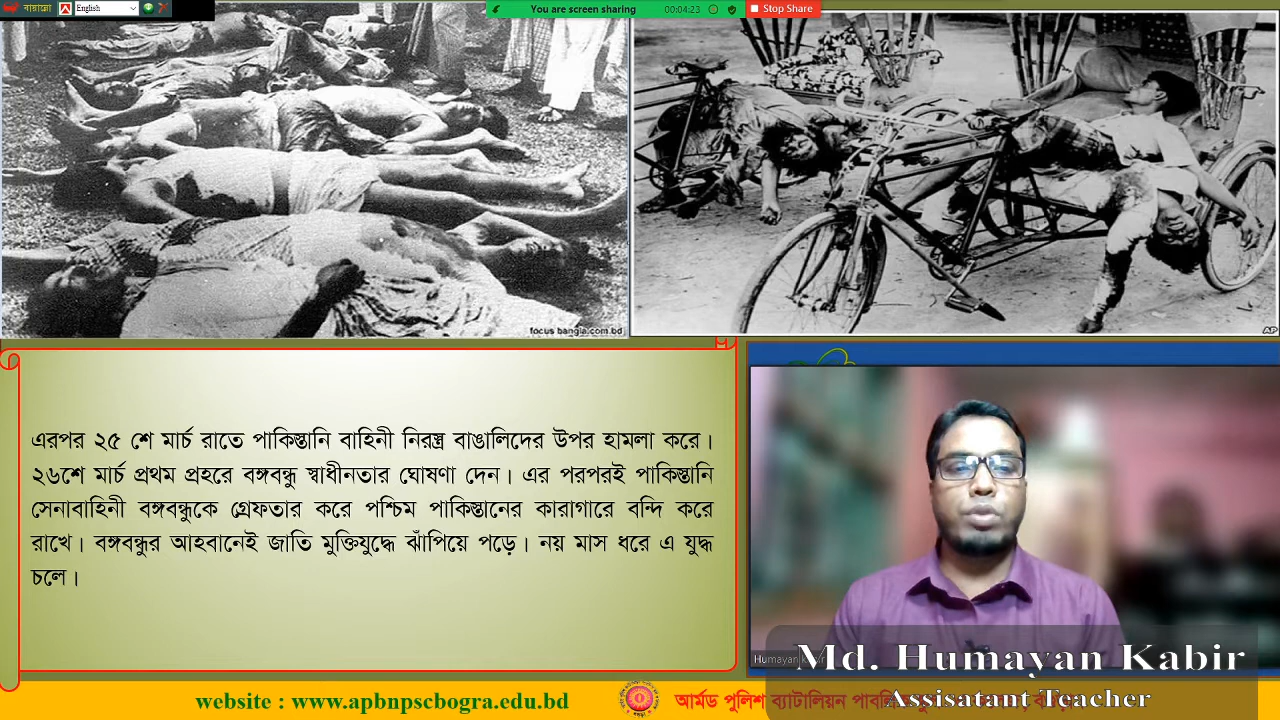 বায়ান্নো English You are screen sharing 00:04:23 Stop Share
focus bangla.com.bd
AP
এরপর ২৫ শে মার্চ রাতে পাকিস্তানি বাহিনী নিরস্ত্র বাঙালিদের উপর হামলা করে।
২৬শে মার্চ প্রথম প্রহরে বঙ্গবন্ধু স্বাধীনতার ঘোষণা দেন। এর পরপরই পাকিস্তানি
সেনাবাহিনী বঙ্গবন্ধুকে গ্রেফতার করে পশ্চিম পাকিস্তানের কারাগারে বন্দি করে
রাখে। বঙ্গবন্ধুর আহবানেই জাতি মুক্তিযুদ্ধে ঝাঁপিয়ে পড়ে। নয় মাস ধরে এ যুদ্ধ
চলে।
Humayan Kabir
Md. Humayan Kabir
Assisatant Teacher
website : www.apbnpscbogra.edu.bd
আর্মড পুলিশ ব্যাটালিয়ন